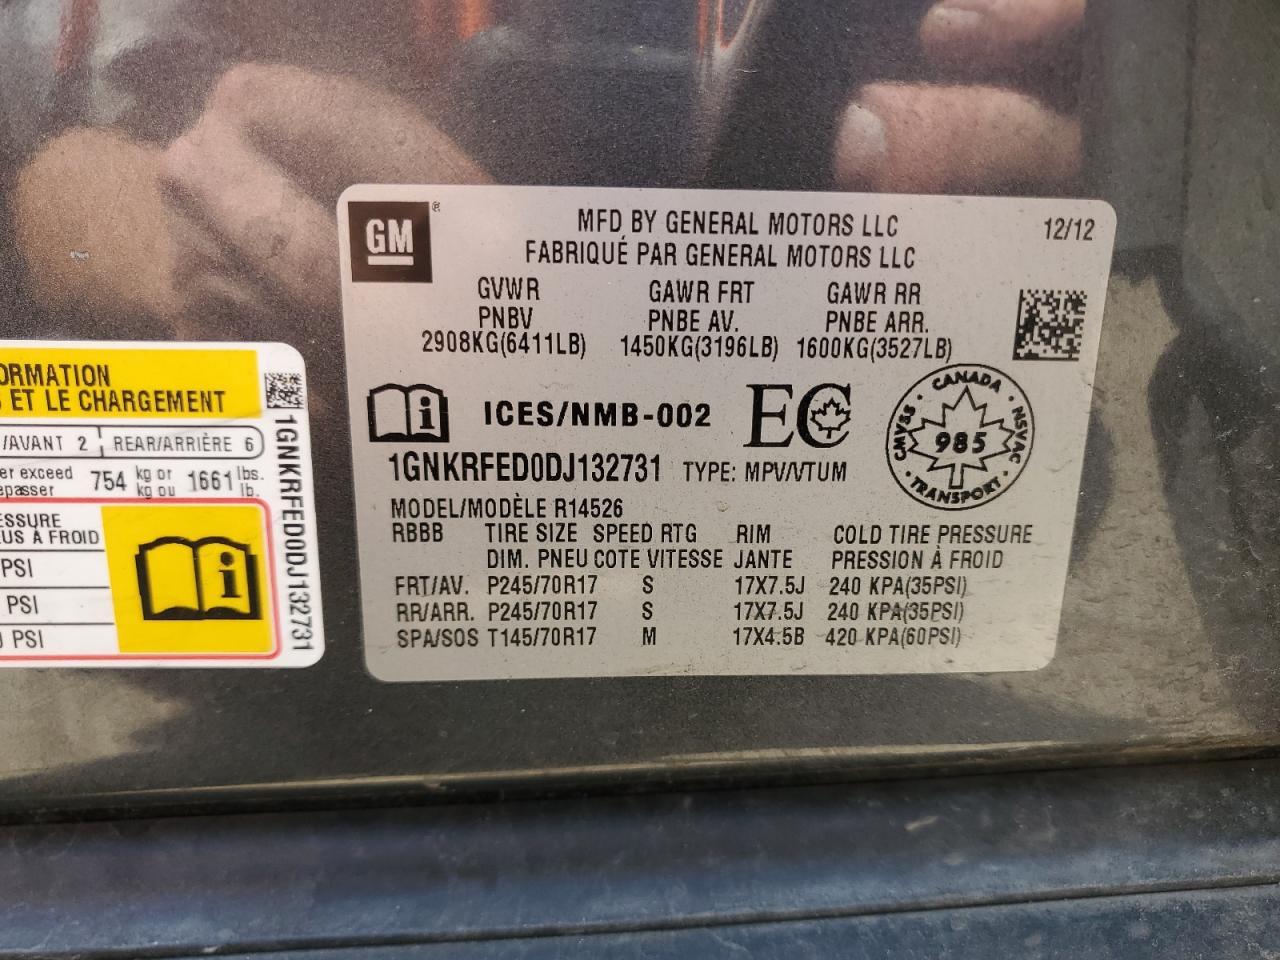 ORMATION
ET LE CHARGEMENT
/AVANT 2 REAR/ARRIÈRE 6
er exceed 754 kg or 1661 lbs.
epasser kg ou lb.
ESSURE
US À FROID
PSI
PSI
PSI
1GNKRFED0DJ132731
GM®
MFD BY GENERAL MOTORS LLC 12/12
FABRIQUÉ PAR GENERAL MOTORS LLC
GVWR GAWR FRT GAWR RR
PNBV PNBE AV. PNBE ARR.
2908KG(6411LB) 1450KG(3196LB) 1600KG(3527LB)
i ICES/NMB-002 EC
CANADA
CMVSS 985 NSVAC
TRANSPORT
1GNKRFED0DJ132731 TYPE: MPV/VTUM
MODEL/MODÈLE R14526
RBBB TIRE SIZE SPEED RTG RIM COLD TIRE PRESSURE
DIM. PNEU COTE VITESSE JANTE PRESSION À FROID
FRT/AV. P245/70R17 S 17X7.5J 240 KPA(35PSI)
RR/ARR. P245/70R17 S 17X7.5J 240 KPA(35PSI)
SPA/SOS T145/70R17 M 17X4.5B 420 KPA(60PSI)